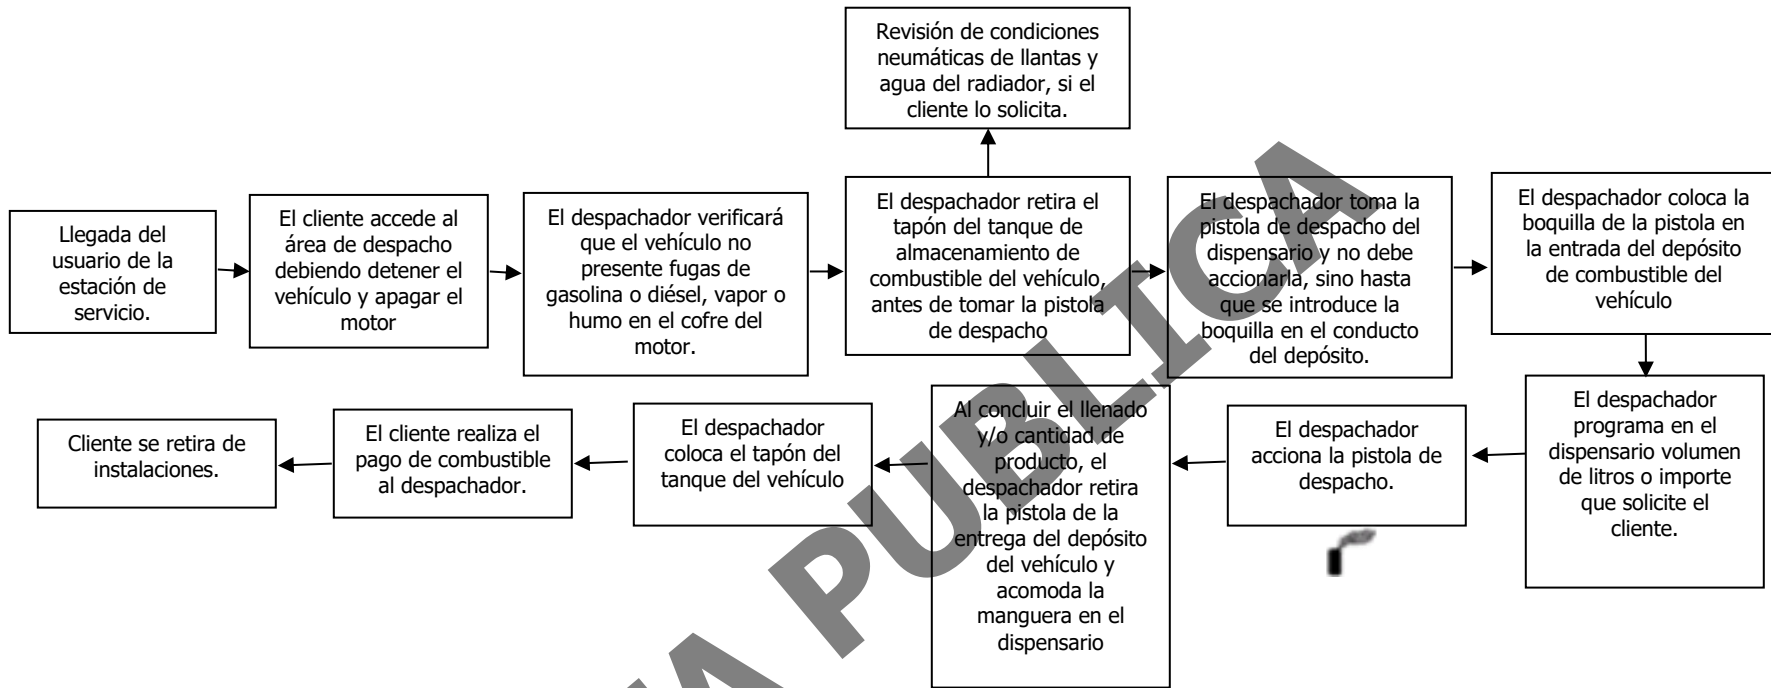 Revisión de condiciones
neumáticas de llantas y
agua del radiador, si el
cliente lo solicita.
Llegada del
usuario de la
estación de
servicio.
El cliente accede al
área de despacho
debiendo detener el
vehículo y apagar el
motor
El despachador verificará
que el vehículo no
presente fugas de
gasolina o diésel, vapor o
humo en el cofre del
motor.
El despachador retira el
tapón del tanque de
almacenamiento de
combustible del vehículo,
antes de tomar la pistola
de despacho
El despachador toma la
pistola de despacho del
dispensario y no debe
accionarla, sino hasta
que se introduce la
boquilla en el conducto
del depósito.
El despachador coloca la
boquilla de la pistola en
la entrada del depósito
de combustible del
vehículo
El despachador
programa en el
dispensario volumen
de litros o importe
que solicite el
cliente.
El despachador
acciona la pistola de
despacho.
Al concluir el llenado
y/o cantidad de
producto, el
despachador retira
la pistola de la
entrega del depósito
del vehículo y
acomoda la
manguera en el
dispensario
El despachador
coloca el tapón del
tanque del vehículo
El cliente realiza el
pago de combustible
al despachador.
Cliente se retira de
instalaciones.
PUBLICA